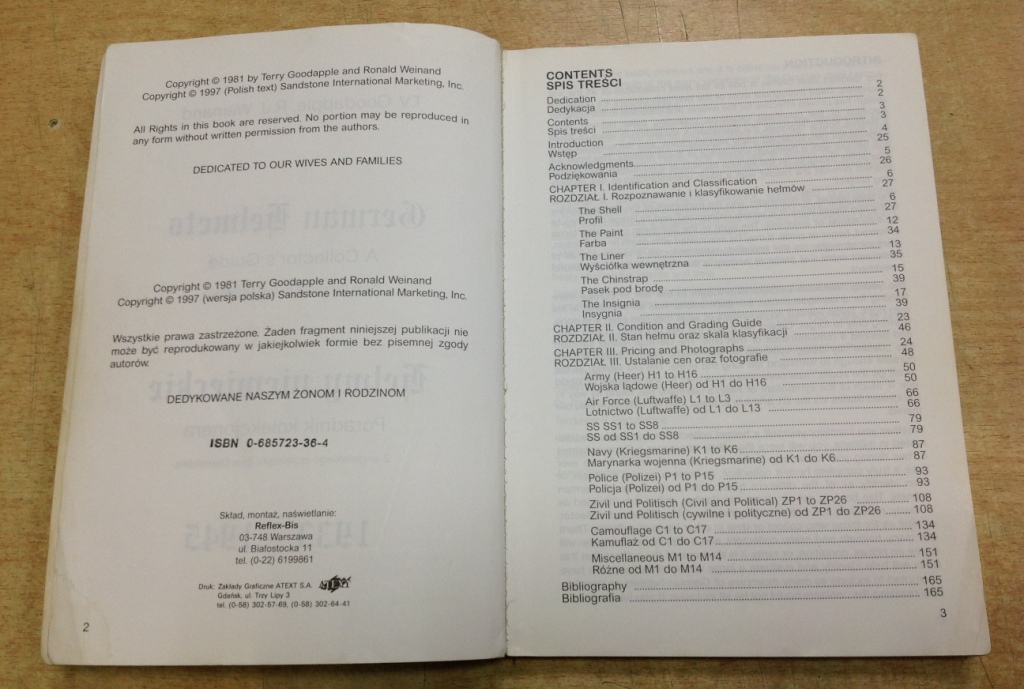 Copyright © 1981 by Terry Goodapple and Ronald Weinand
Copyright © 1997 (Polish text) Sandstone International Marketing, Inc.
All Rights in this book are reserved. No portion may be reproduced in
any form without written permission from the authors.
DEDICATED TO OUR WIVES AND FAMILIES
Copyright © 1981 Terry Goodapple and Ronald Weinand
Copyright © 1997 (wersja polska) Sandstone International Marketing, Inc.
Wszystkie prawa zastrzeżone. Żaden fragment niniejszej publikacji nie
może być reprodukowany w jakiejkolwiek formie bez pisemnej zgody
autorów.
DEDYKOWANE NASZYM ŻONOM I RODZINOM
ISBN 0-685723-36-4
Skład, montaż, naświetlanie:
Reflex-Bis
03-748 Warszawa
ul. Białostocka 11
tel. (0-22) 6199861
Druk: Zakłady Graficzne ATEXT S.A.
Gdańsk, ul. Trzy Lipy 3
tel. (0-58) 302-57-69, (0-58) 302-64-41
2
CONTENTS
SPIS TREŚCI
Dedication 2
Dedykacja 2
Contents 3
Spis treści 3
Introduction 4
Wstęp 25
Acknowledgments 5
Podziękowania 26
CHAPTER I. Identification and Classification 6
ROZDZIAŁ I. Rozpoznawanie i klasyfikowanie hełmów 27
The Shell 6
Profil 27
The Paint 12
Farba 34
The Liner 13
Wyściółka wewnętrzna 35
The Chinstrap 15
Pasek pod brodę 39
The Insignia 17
Insygnia 39
CHAPTER II. Condition and Grading Guide 23
ROZDZIAŁ II. Stan hełmu oraz skala klasyfikacji 46
CHAPTER III. Pricing and Photographs 24
ROZDZIAŁ III. Ustalanie cen oraz fotografie 48
Army (Heer) H1 to H16 50
Wojska lądowe (Heer) od H1 do H16 50
Air Force (Luftwaffe) L1 to L3 66
Lotnictwo (Luftwaffe) od L1 do L13 66
SS SS1 to SS8 79
SS od SS1 do SS8 79
Navy (Kriegsmarine) K1 to K6 87
Marynarka wojenna (Kriegsmarine) od K1 do K6 87
Police (Polizei) P1 to P15 93
Policja (Polizei) od P1 do P15 93
Zivil und Politisch (Civil and Political) ZP1 to ZP26 108
Zivil und Politisch (cywilne i polityczne) od ZP1 do ZP26 108
Camouflage C1 to C17 134
Kamuflaż od C1 do C17 134
Miscellaneous M1 to M14 151
Różne od M1 do M14 151
Bibliography 165
Bibliografia 165
3